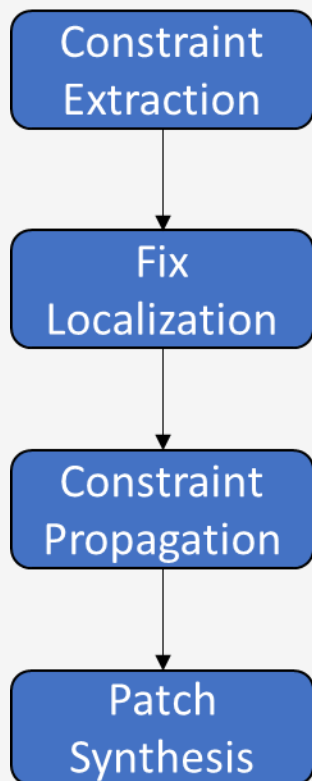 Constraint
Extraction
Fix
Localization
Constraint
Propagation
Patch
Synthesis